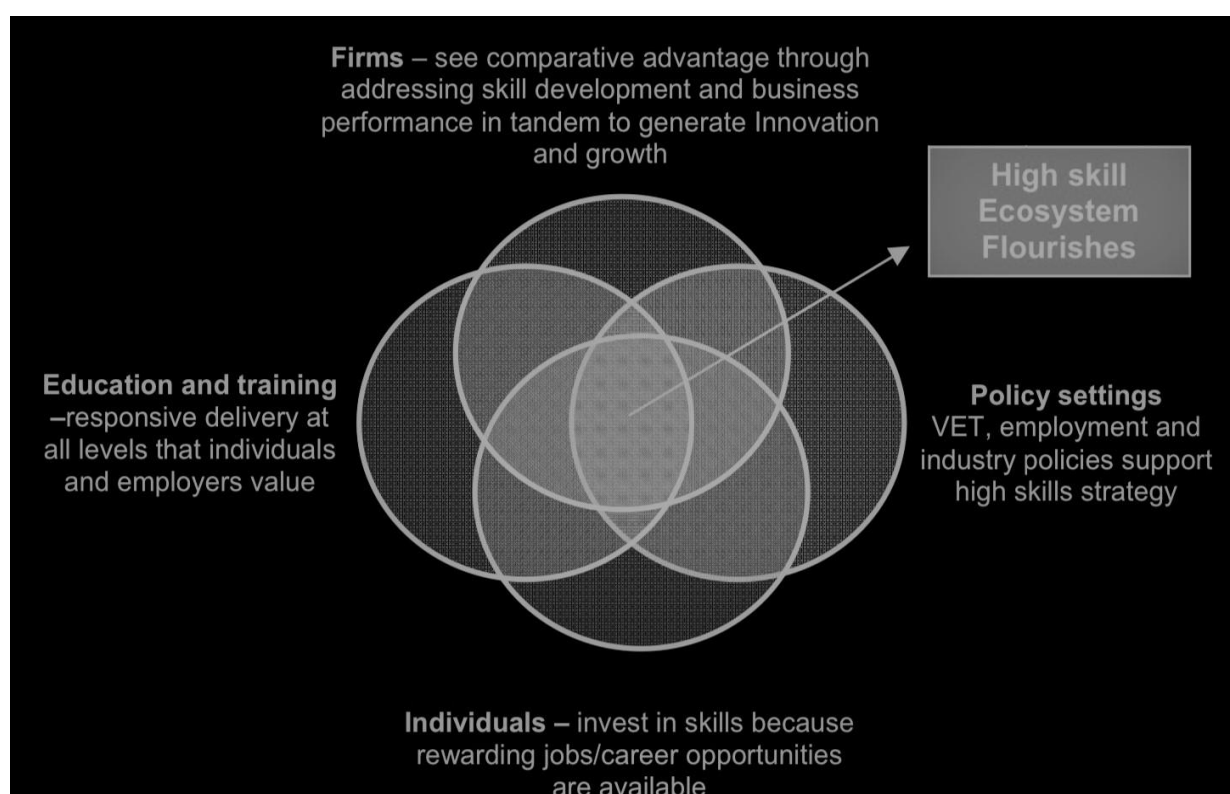 Firms – see comparative advantage through
addressing skill development and business
performance in tandem to generate Innovation
and growth
High skill
Ecosystem
Flourishes
Education and training
–responsive delivery at
all levels that individuals
and employers value
Policy settings
VET, employment and
industry policies support
high skills strategy
Individuals – invest in skills because
rewarding jobs/career opportunities
are available